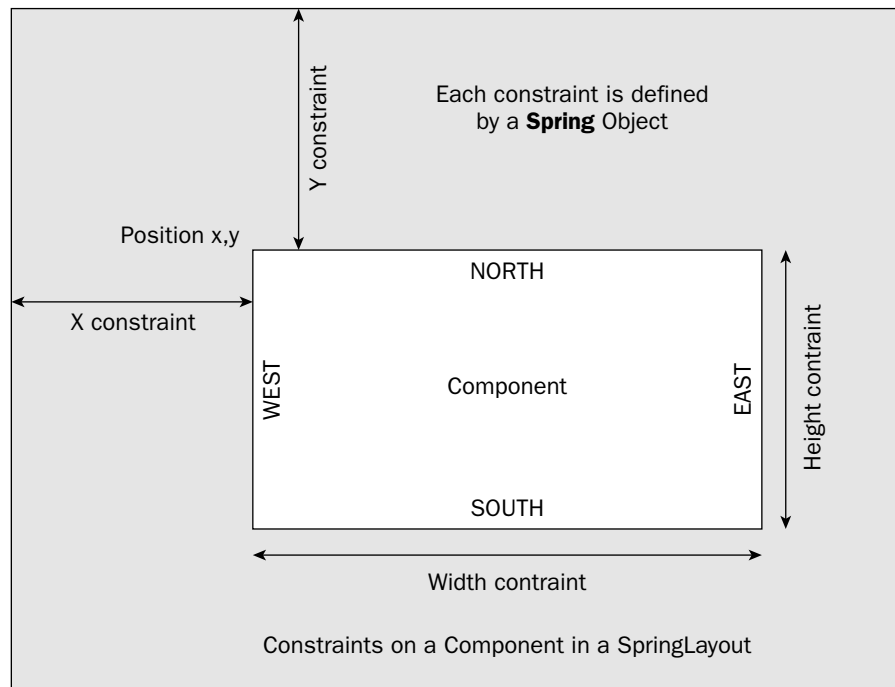 Each constraint is defined
by a Spring Object
Y constraint
Position x,y
X constraint
NORTH
WEST
Component
EAST
Height contraint
SOUTH
Width contraint
Constraints on a Component in a SpringLayout